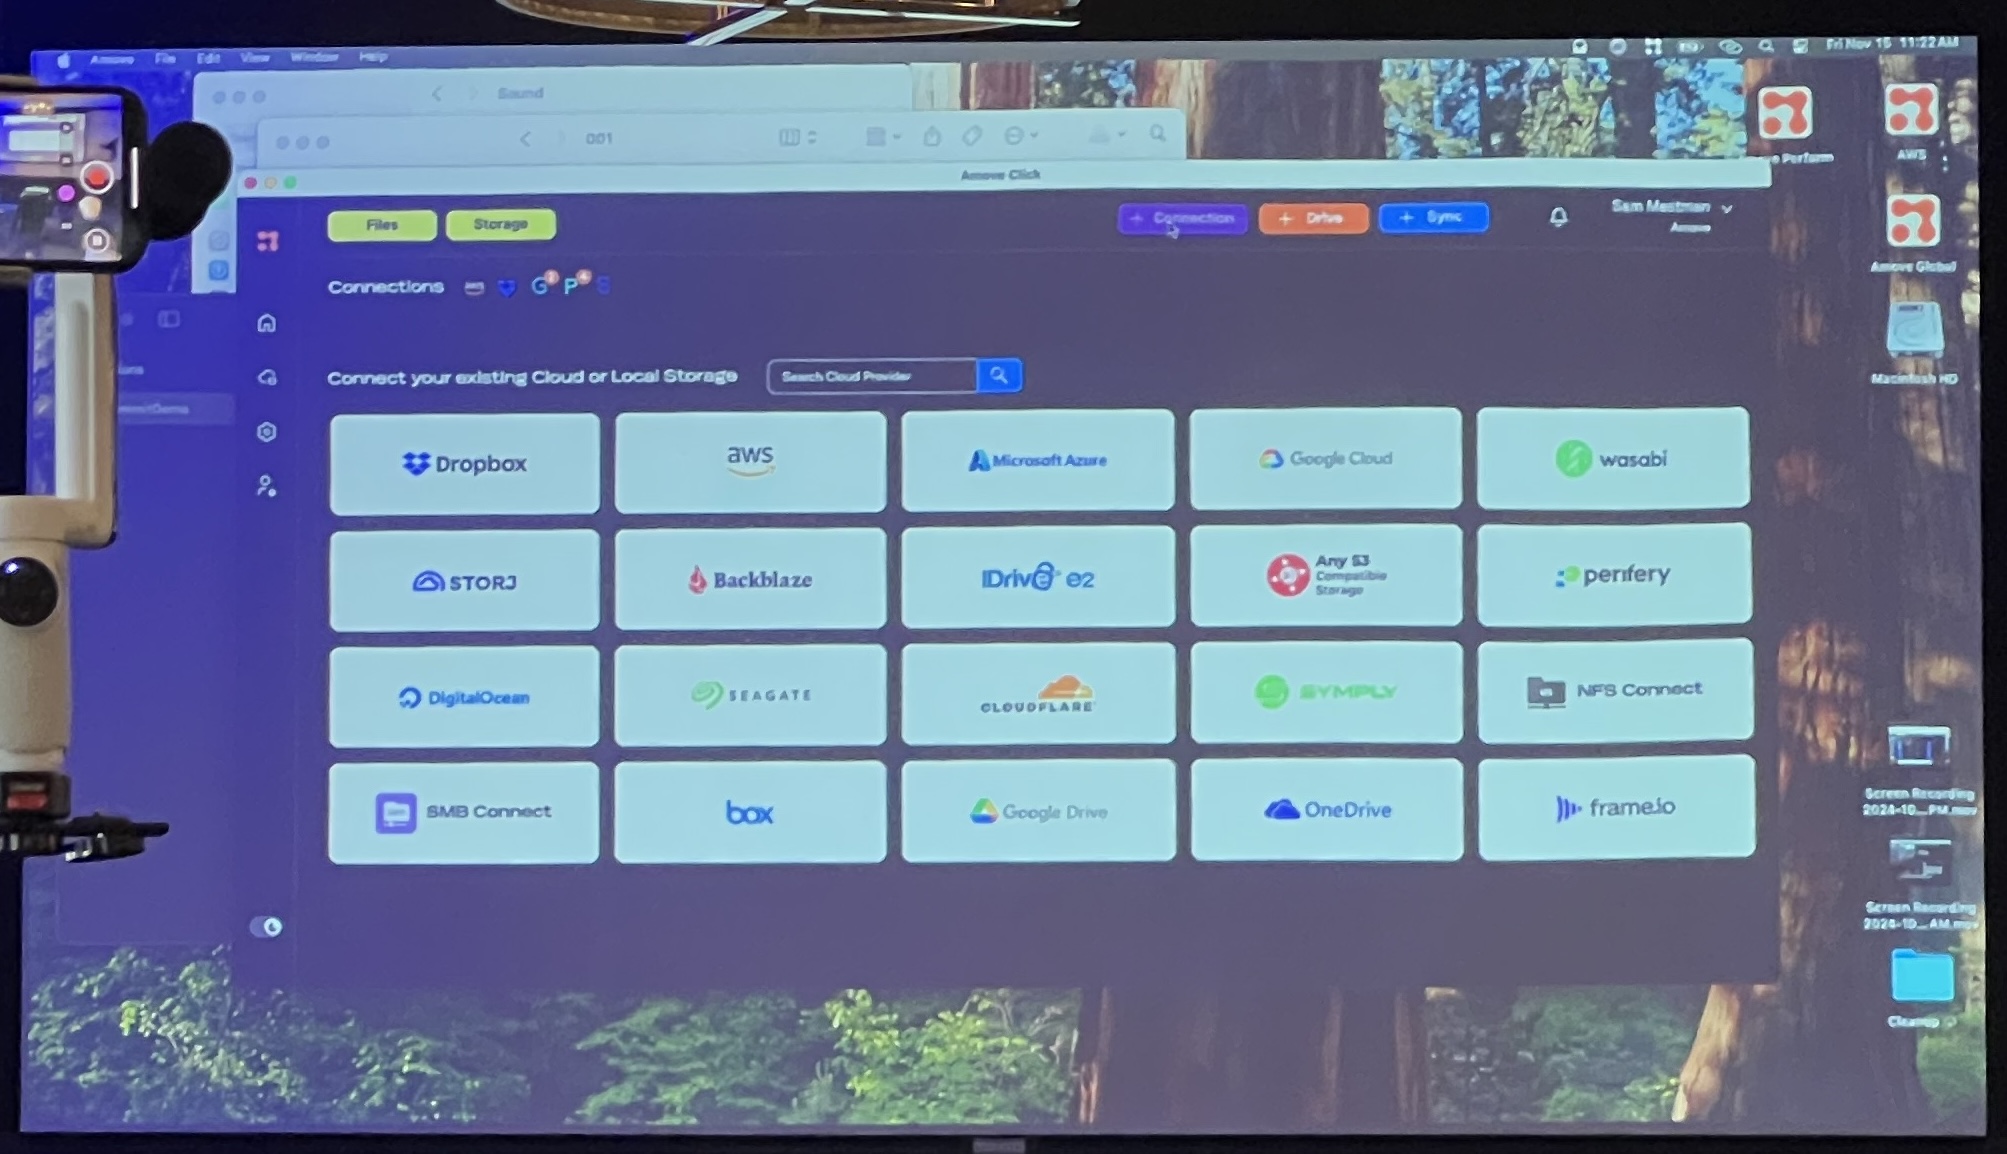 Amove File Edit View Window Help
Fri Nov 15 11:22 AM
Sound
001
Amove Click
Files
Storage
+ Connection
+ Drive
+ Sync
Sam Mestman
Amove
Connections
G P
Connect your existing Cloud or Local Storage
Search Cloud Provider
Dropbox
aws
Microsoft Azure
Google Cloud
wasabi
STORJ
Backblaze
IDrive e2
Any S3
Compatible
Storage
perifery
DigitalOcean
SEAGATE
CLOUDFLARE
SYMPLY
NFS Connect
SMB Connect
box
Google Drive
OneDrive
frame.io
Perform
AWS
Amove Global
Macintosh HD
Screen Recording
2024-10...PM.mov
Screen Recording
2024-10...AM.mov
Cleanup